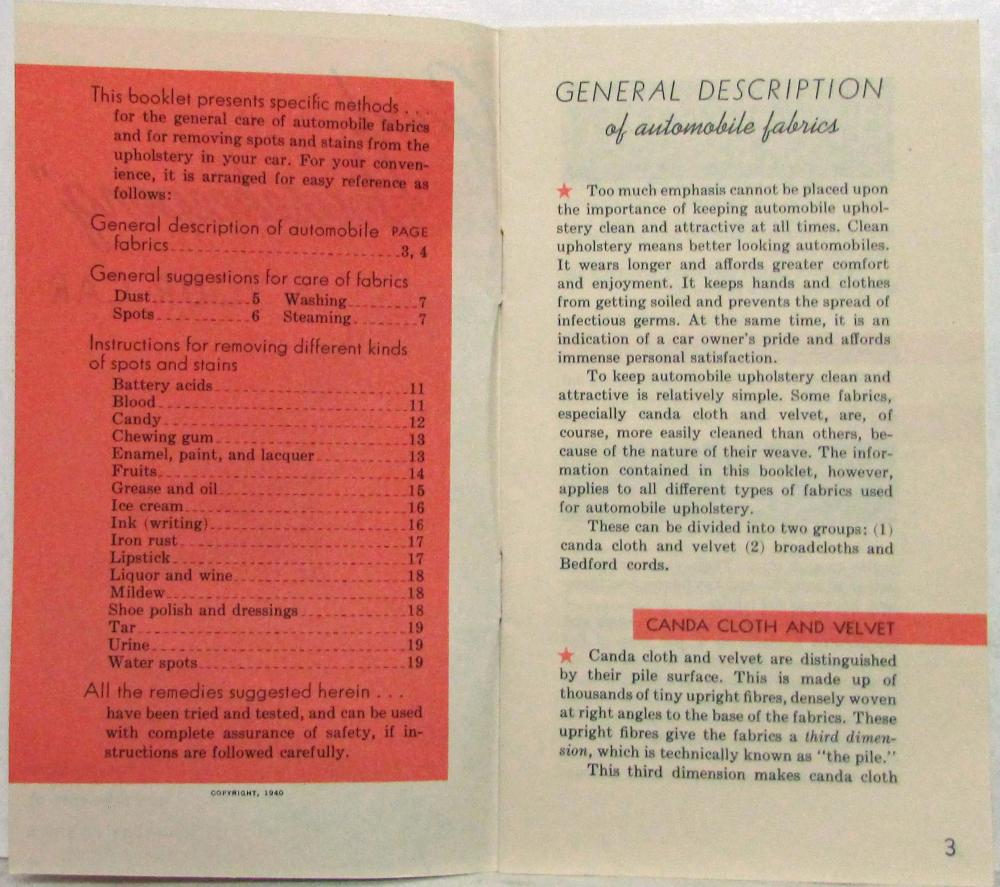 This booklet presents specific methods . . .
for the general care of automobile fabrics
and for removing spots and stains from the
upholstery in your car. For your conven-
ience, it is arranged for easy reference as
follows:
General description of automobile PAGE
fabrics 3, 4
General suggestions for care of fabrics
Dust 5 Washing 7
Spots 6 Steaming 7
Instructions for removing different kinds
of spots and stains
Battery acids 11
Blood 11
Candy 12
Chewing gum 13
Enamel, paint, and lacquer 13
Fruits 14
Grease and oil 15
Ice cream 16
Ink (writing) 16
Iron rust 17
Lipstick 17
Liquor and wine 18
Mildew 18
Shoe polish and dressings 18
Tar 19
Urine 19
Water spots 19
All the remedies suggested herein . . .
have been tried and tested, and can be used
with complete assurance of safety, if in-
structions are followed carefully.
COPYRIGHT, 1940
GENERAL DESCRIPTION
of automobile fabrics
★ Too much emphasis cannot be placed upon
the importance of keeping automobile uphol-
stery clean and attractive at all times. Clean
upholstery means better looking automobiles.
It wears longer and affords greater comfort
and enjoyment. It keeps hands and clothes
from getting soiled and prevents the spread of
infectious germs. At the same time, it is an
indication of a car owner's pride and affords
immense personal satisfaction.
To keep automobile upholstery clean and
attractive is relatively simple. Some fabrics,
especially canda cloth and velvet, are, of
course, more easily cleaned than others, be-
cause of the nature of their weave. The infor-
mation contained in this booklet, however,
applies to all different types of fabrics used
for automobile upholstery.
These can be divided into two groups: (1)
canda cloth and velvet (2) broadcloths and
Bedford cords.
CANDA CLOTH AND VELVET
★ Canda cloth and velvet are distinguished
by their pile surface. This is made up of
thousands of tiny upright fibres, densely woven
at right angles to the base of the fabrics. These
upright fibres give the fabrics a third dimen-
sion, which is technically known as "the pile."
This third dimension makes canda cloth
3